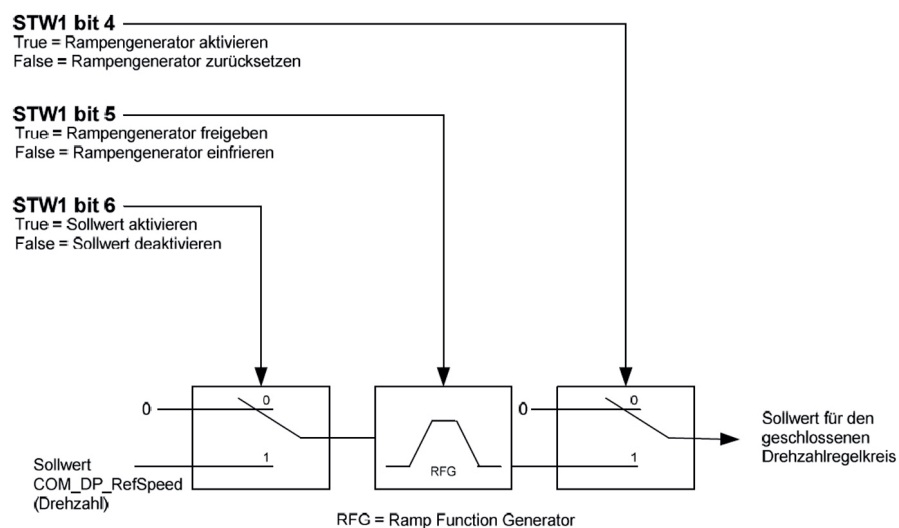 STW1 bit 4
True = Rampengenerator aktivieren
False = Rampengenerator zurücksetzen
STW1 bit 5
True = Rampengenerator freigeben
False = Rampengenerator einfrieren
STW1 bit 6
True = Sollwert aktivieren
False = Sollwert deaktivieren
0
0
1
Sollwert
COM_DP_RefSpeed
(Drehzahl)
RFG
0
0
1
Sollwert für den
geschlossenen
Drehzahlregelkreis
RFG = Ramp Function Generator